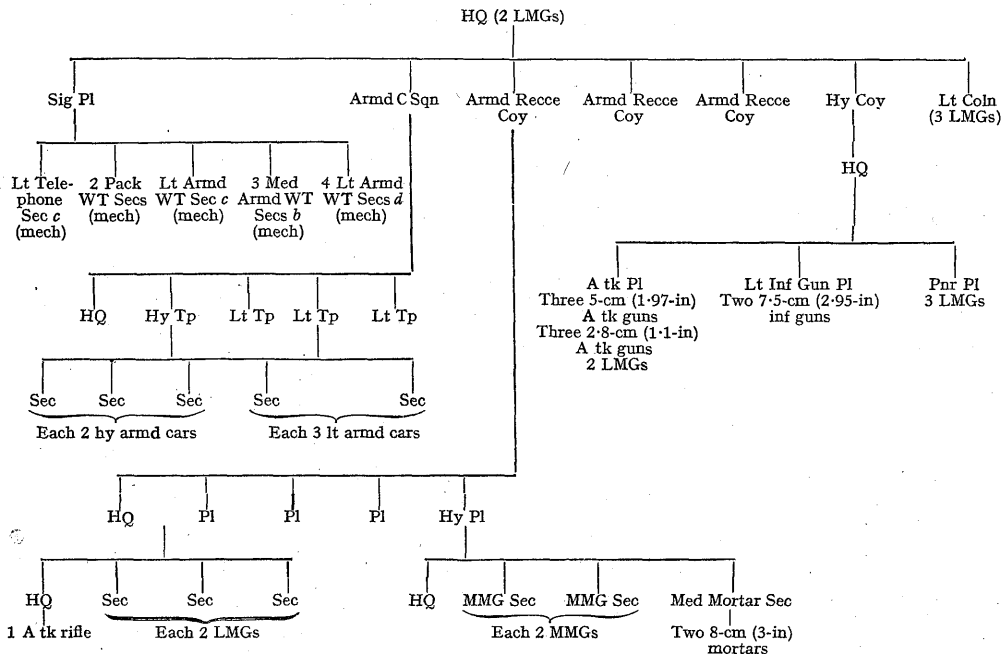 HQ (2 LMGs)
Sig Pl
Armd C Sqn
Armd Recce
Coy
Armd Recce
Coy
Armd Recce
Coy
Hy Coy
Lt Coln
(3 LMGs)
HQ
Lt Tele-
phone
Sec c
(mech)
2 Pack
WT Secs
(mech)
Lt Armd
WT Sec c
(mech)
3 Med
Armd WT
Secs b
(mech)
4 Lt Armd
WT Secs d
(mech)
A tk Pl
Three 5-cm (1·97-in)
A tk guns
Three 2·8-cm (1·1-in)
A tk guns
2 LMGs
Lt Inf Gun Pl
Two 7·5-cm (2·95-in)
inf guns
Pnr Pl
3 LMGs
HQ
Hy Tp
Lt Tp
Lt Tp
Lt Tp
Sec
Sec
Sec
Sec
Sec
Each 2 hy armd cars
Each 3 lt armd cars
HQ
Pl
Pl
Pl
Hy Pl
HQ
Sec
Sec
Sec
1 A tk rifle
Each 2 LMGs
HQ
MMG Sec
MMG Sec
Med Mortar Sec
Each 2 MMGs
Two 8-cm (3-in)
mortars